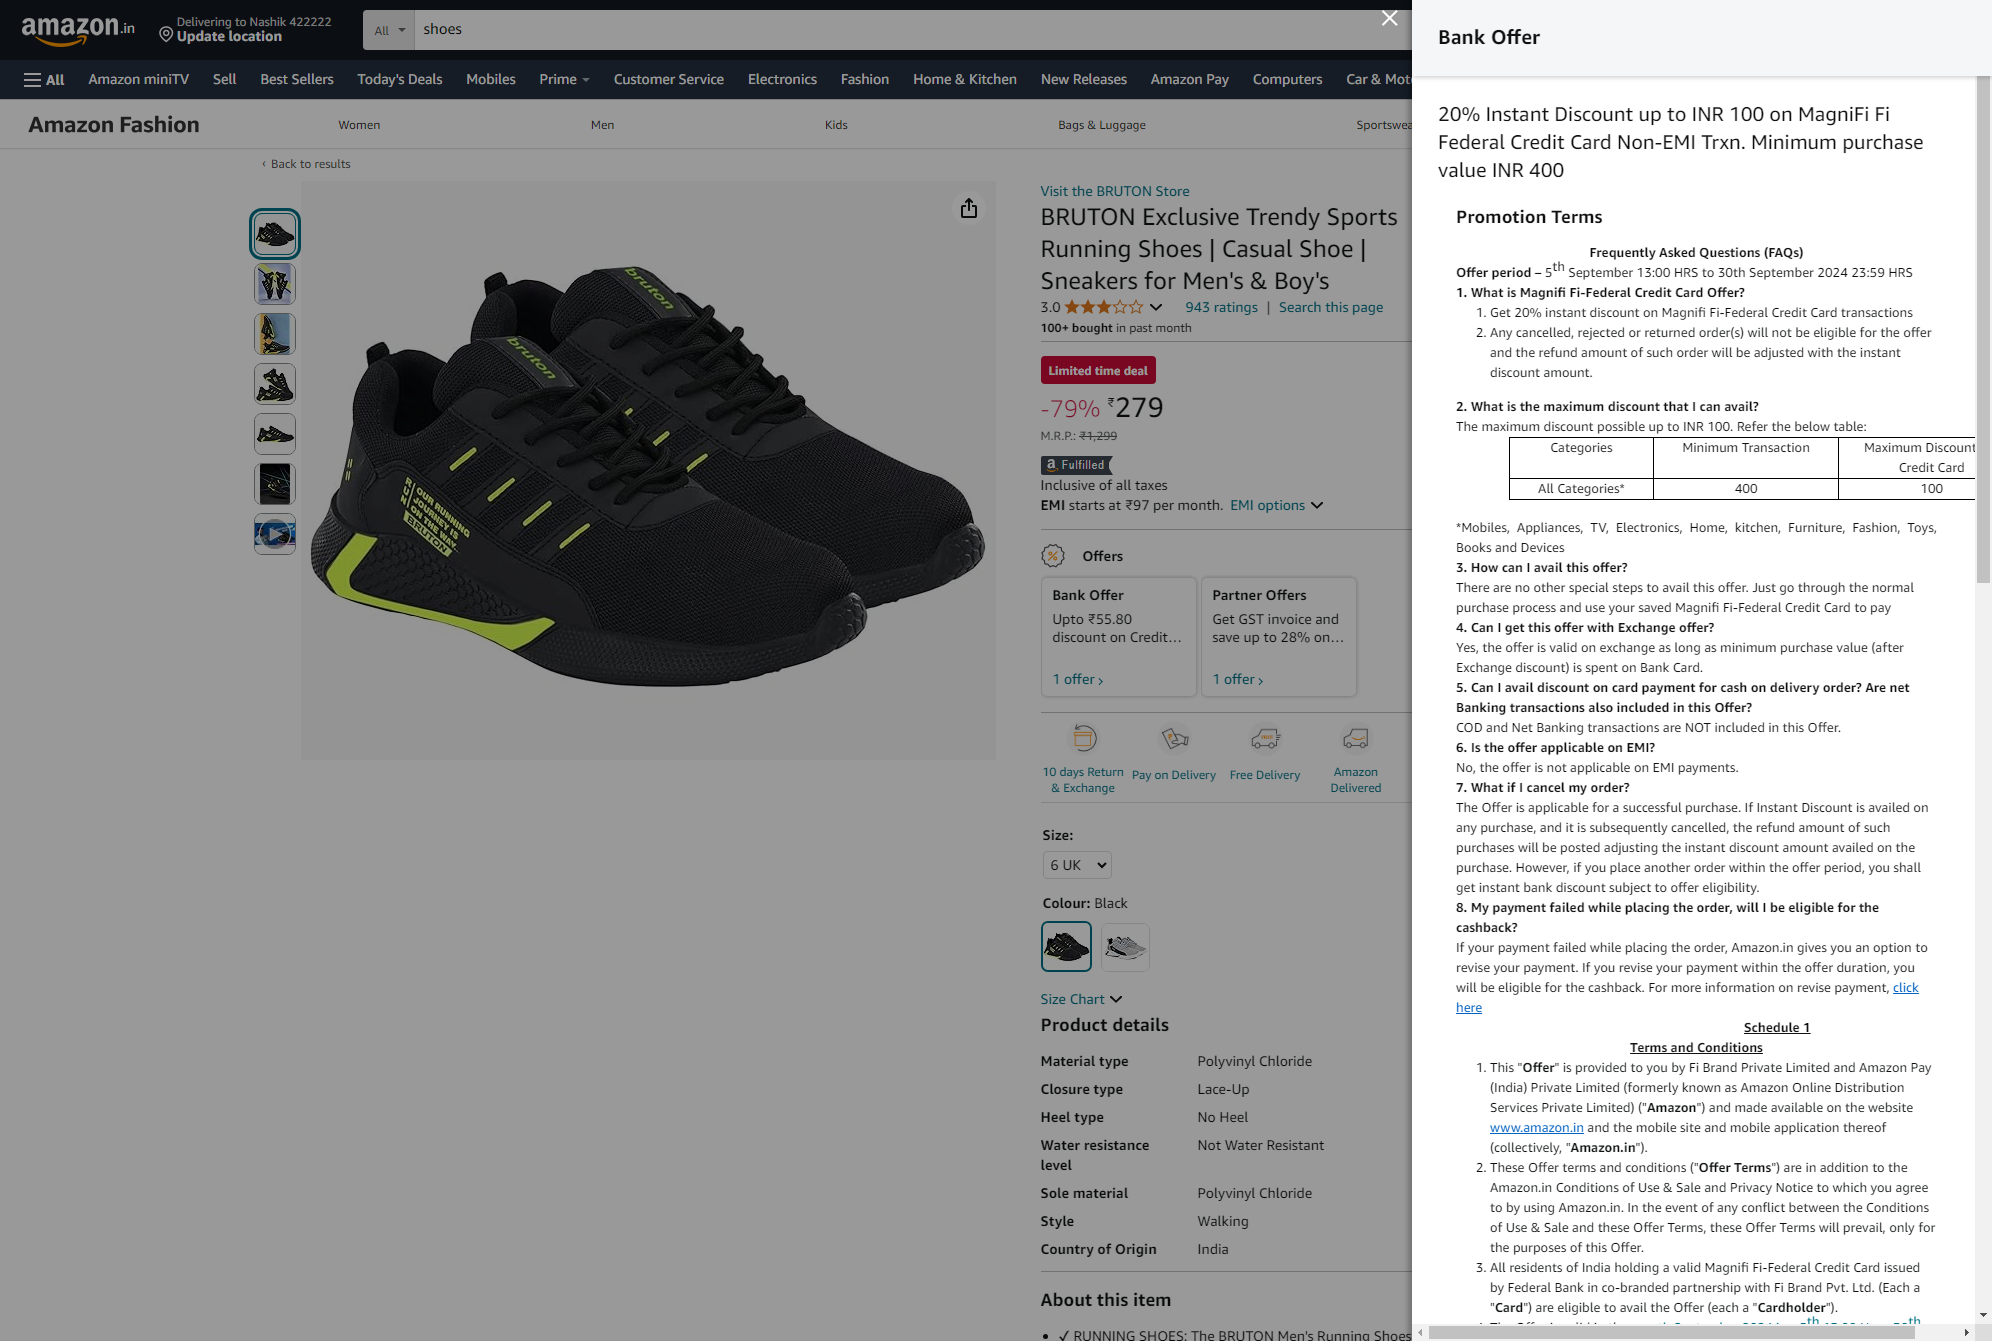 amazon.in
Delivering to Nashik 422222
Update location
All
shoes
All
Amazon miniTV
Sell
Best Sellers
Today's Deals
Mobiles
Prime
Customer Service
Electronics
Fashion
Home & Kitchen
New Releases
Amazon Pay
Computers
Car & Mot
Amazon Fashion
Women
Men
Kids
Bags & Luggage
Sportswea
‹ Back to results
bruton
bruton
RUN
OUR RUNNING
JOURNEY IS
ON THE WAY..
BRUTON
Visit the BRUTON Store
BRUTON Exclusive Trendy Sports
Running Shoes | Casual Shoe |
Sneakers for Men's & Boy's
3.0
943 ratings | Search this page
100+ bought in past month
Limited time deal
-79% ₹279
M.R.P.: ₹1,299
a Fulfilled
Inclusive of all taxes
EMI starts at ₹97 per month. EMI options
% Offers
Bank Offer
Upto ₹55.80
discount on Credit…
1 offer ›
Partner Offers
Get GST invoice and
save up to 28% on…
1 offer ›
10 days Return
& Exchange
Pay on Delivery
FREE
Free Delivery
Amazon
Delivered
Size:
6 UK
Colour: Black
Size Chart
Product details
Material type Polyvinyl Chloride
Closure type Lace-Up
Heel type No Heel
Water resistance
level
Not Water Resistant
Sole material Polyvinyl Chloride
Style Walking
Country of Origin India
About this item
• ✓ RUNNING SHOES: The BRUTON Men's Running Shoes
Bank Offer
20% Instant Discount up to INR 100 on MagniFi Fi
Federal Credit Card Non-EMI Trxn. Minimum purchase
value INR 400
Promotion Terms
Frequently Asked Questions (FAQs)
Offer period – 5th September 13:00 HRS to 30th September 2024 23:59 HRS
1. What is Magnifi Fi-Federal Credit Card Offer?
1. Get 20% instant discount on Magnifi Fi-Federal Credit Card transactions
2. Any cancelled, rejected or returned order(s) will not be eligible for the offer
and the refund amount of such order will be adjusted with the instant
discount amount.
2. What is the maximum discount that I can avail?
The maximum discount possible up to INR 100. Refer the below table:
Categories Minimum Transaction Maximum Discount
Credit Card
All Categories* 400 100
*Mobiles, Appliances, TV, Electronics, Home, kitchen, Furniture, Fashion, Toys,
Books and Devices
3. How can I avail this offer?
There are no other special steps to avail this offer. Just go through the normal
purchase process and use your saved Magnifi Fi-Federal Credit Card to pay
4. Can I get this offer with Exchange offer?
Yes, the offer is valid on exchange as long as minimum purchase value (after
Exchange discount) is spent on Bank Card.
5. Can I avail discount on card payment for cash on delivery order? Are net
Banking transactions also included in this Offer?
COD and Net Banking transactions are NOT included in this Offer.
6. Is the offer applicable on EMI?
No, the offer is not applicable on EMI payments.
7. What if I cancel my order?
The Offer is applicable for a successful purchase. If Instant Discount is availed on
any purchase, and it is subsequently cancelled, the refund amount of such
purchases will be posted adjusting the instant discount amount availed on the
purchase. However, if you place another order within the offer period, you shall
get instant bank discount subject to offer eligibility.
8. My payment failed while placing the order, will I be eligible for the
cashback?
If your payment failed while placing the order, Amazon.in gives you an option to
revise your payment. If you revise your payment within the offer duration, you
will be eligible for the cashback. For more information on revise payment, click
here
Schedule 1
Terms and Conditions
1. This "Offer" is provided to you by Fi Brand Private Limited and Amazon Pay
(India) Private Limited (formerly known as Amazon Online Distribution
Services Private Limited) ("Amazon") and made available on the website
www.amazon.in and the mobile site and mobile application thereof
(collectively, "Amazon.in").
2. These Offer terms and conditions ("Offer Terms") are in addition to the
Amazon.in Conditions of Use & Sale and Privacy Notice to which you agree
to by using Amazon.in. In the event of any conflict between the Conditions
of Use & Sale and these Offer Terms, these Offer Terms will prevail, only for
the purposes of this Offer.
3. All residents of India holding a valid Magnifi Fi-Federal Credit Card issued
by Federal Bank in co-branded partnership with Fi Brand Pvt. Ltd. (Each a
"Card") are eligible to avail the Offer (each a "Cardholder").